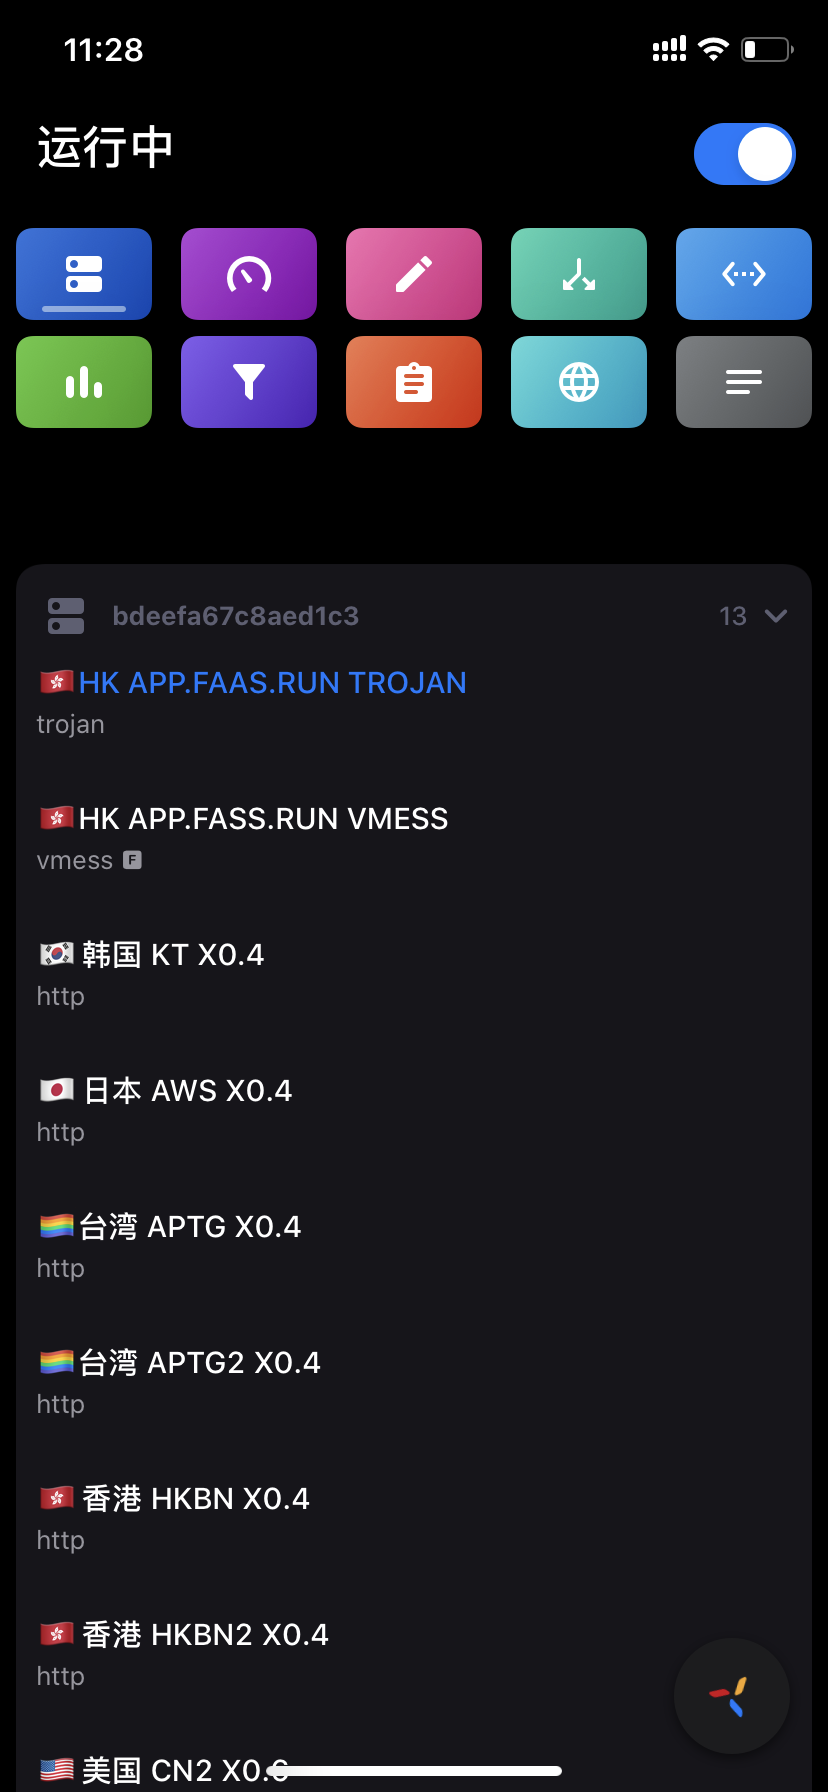 11:28
运行中
bdeefa67c8aed1c3 13
HK APP.FAAS.RUN TROJAN
trojan
HK APP.FASS.RUN VMESS
vmess F
韩国 KT X0.4
http
日本 AWS X0.4
http
台湾 APTG X0.4
http
台湾 APTG2 X0.4
http
香港 HKBN X0.4
http
香港 HKBN2 X0.4
http
美国 CN2